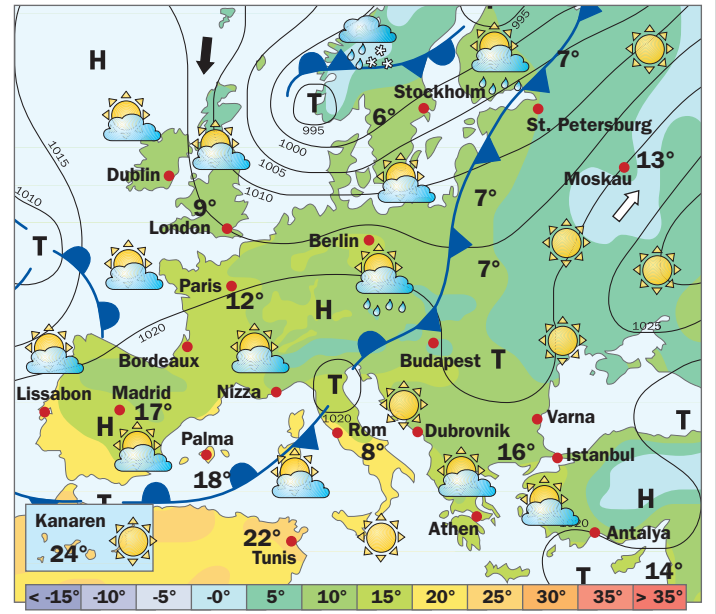 995
H
7°
T
Stockholm
995
6°
St. Petersburg
1015
1000
1005
13°
Moskau
Dublin
1010
1010
7°
9°
London
T
Berlin
7°
Paris
12°
H
1020
1025
Bordeaux
Budapest
T
Lissabon
Madrid
Nizza
T
H
17°
1020
Varna
T
Palma
Rom
Dubrovnik
8°
16°
Istanbul
18°
H
T
Kanaren
24°
22°
Tunis
Athen
20
Antalya
T
14°
< -15° -10° -5° -0° 5° 10° 15° 20° 25° 30° 35° > 35°